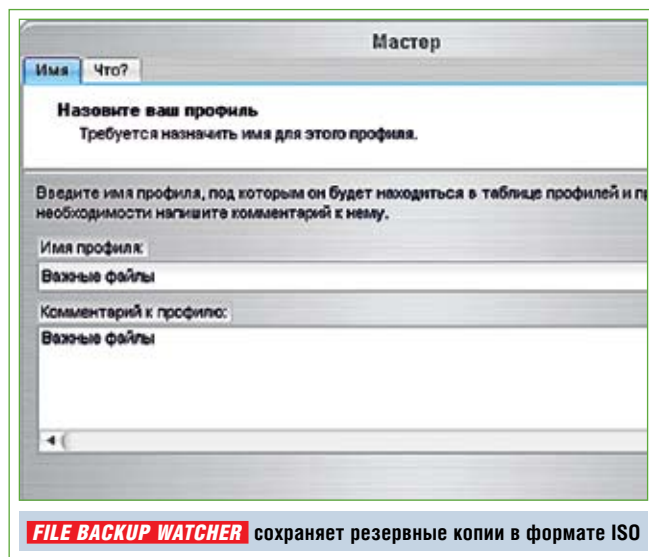 Мастер
Имя Что?
Назовите ваш профиль
Требуется назначить имя для этого профиля.
Введите имя профиля, под которым он будет находиться в таблице профилей и
необходимости напишите комментарий к нему.
Имя профиля:
Важные файлы
Комментарий к профилю:
Важные файлы
FILE BACKUP WATCHER сохраняет резервные копии в формате ISO